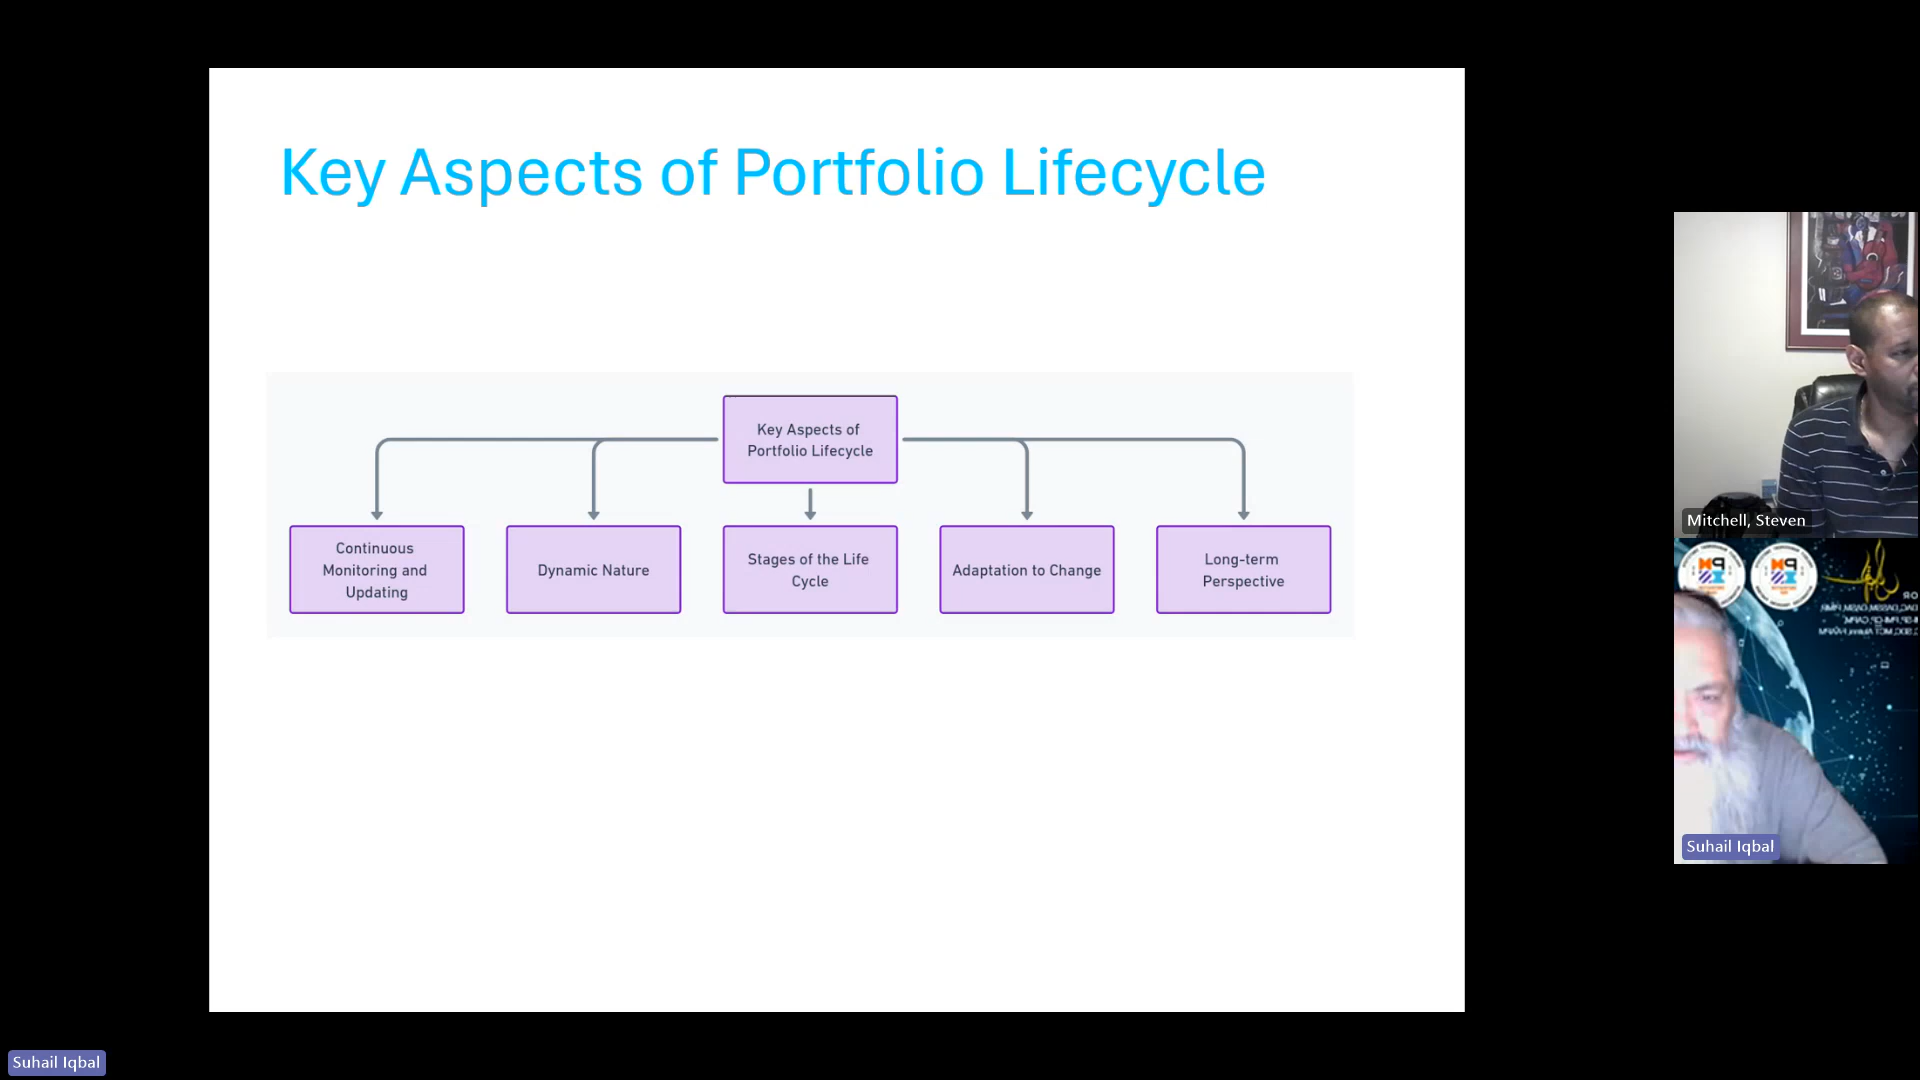 Key Aspects of Portfolio Lifecycle
Key Aspects of
Portfolio Lifecycle
Continuous
Monitoring and
Updating
Dynamic Nature
Stages of the Life
Cycle
Adaptation to Change
Long-term
Perspective
Mitchell, Steven
Suhail Iqbal
Suhail Iqbal